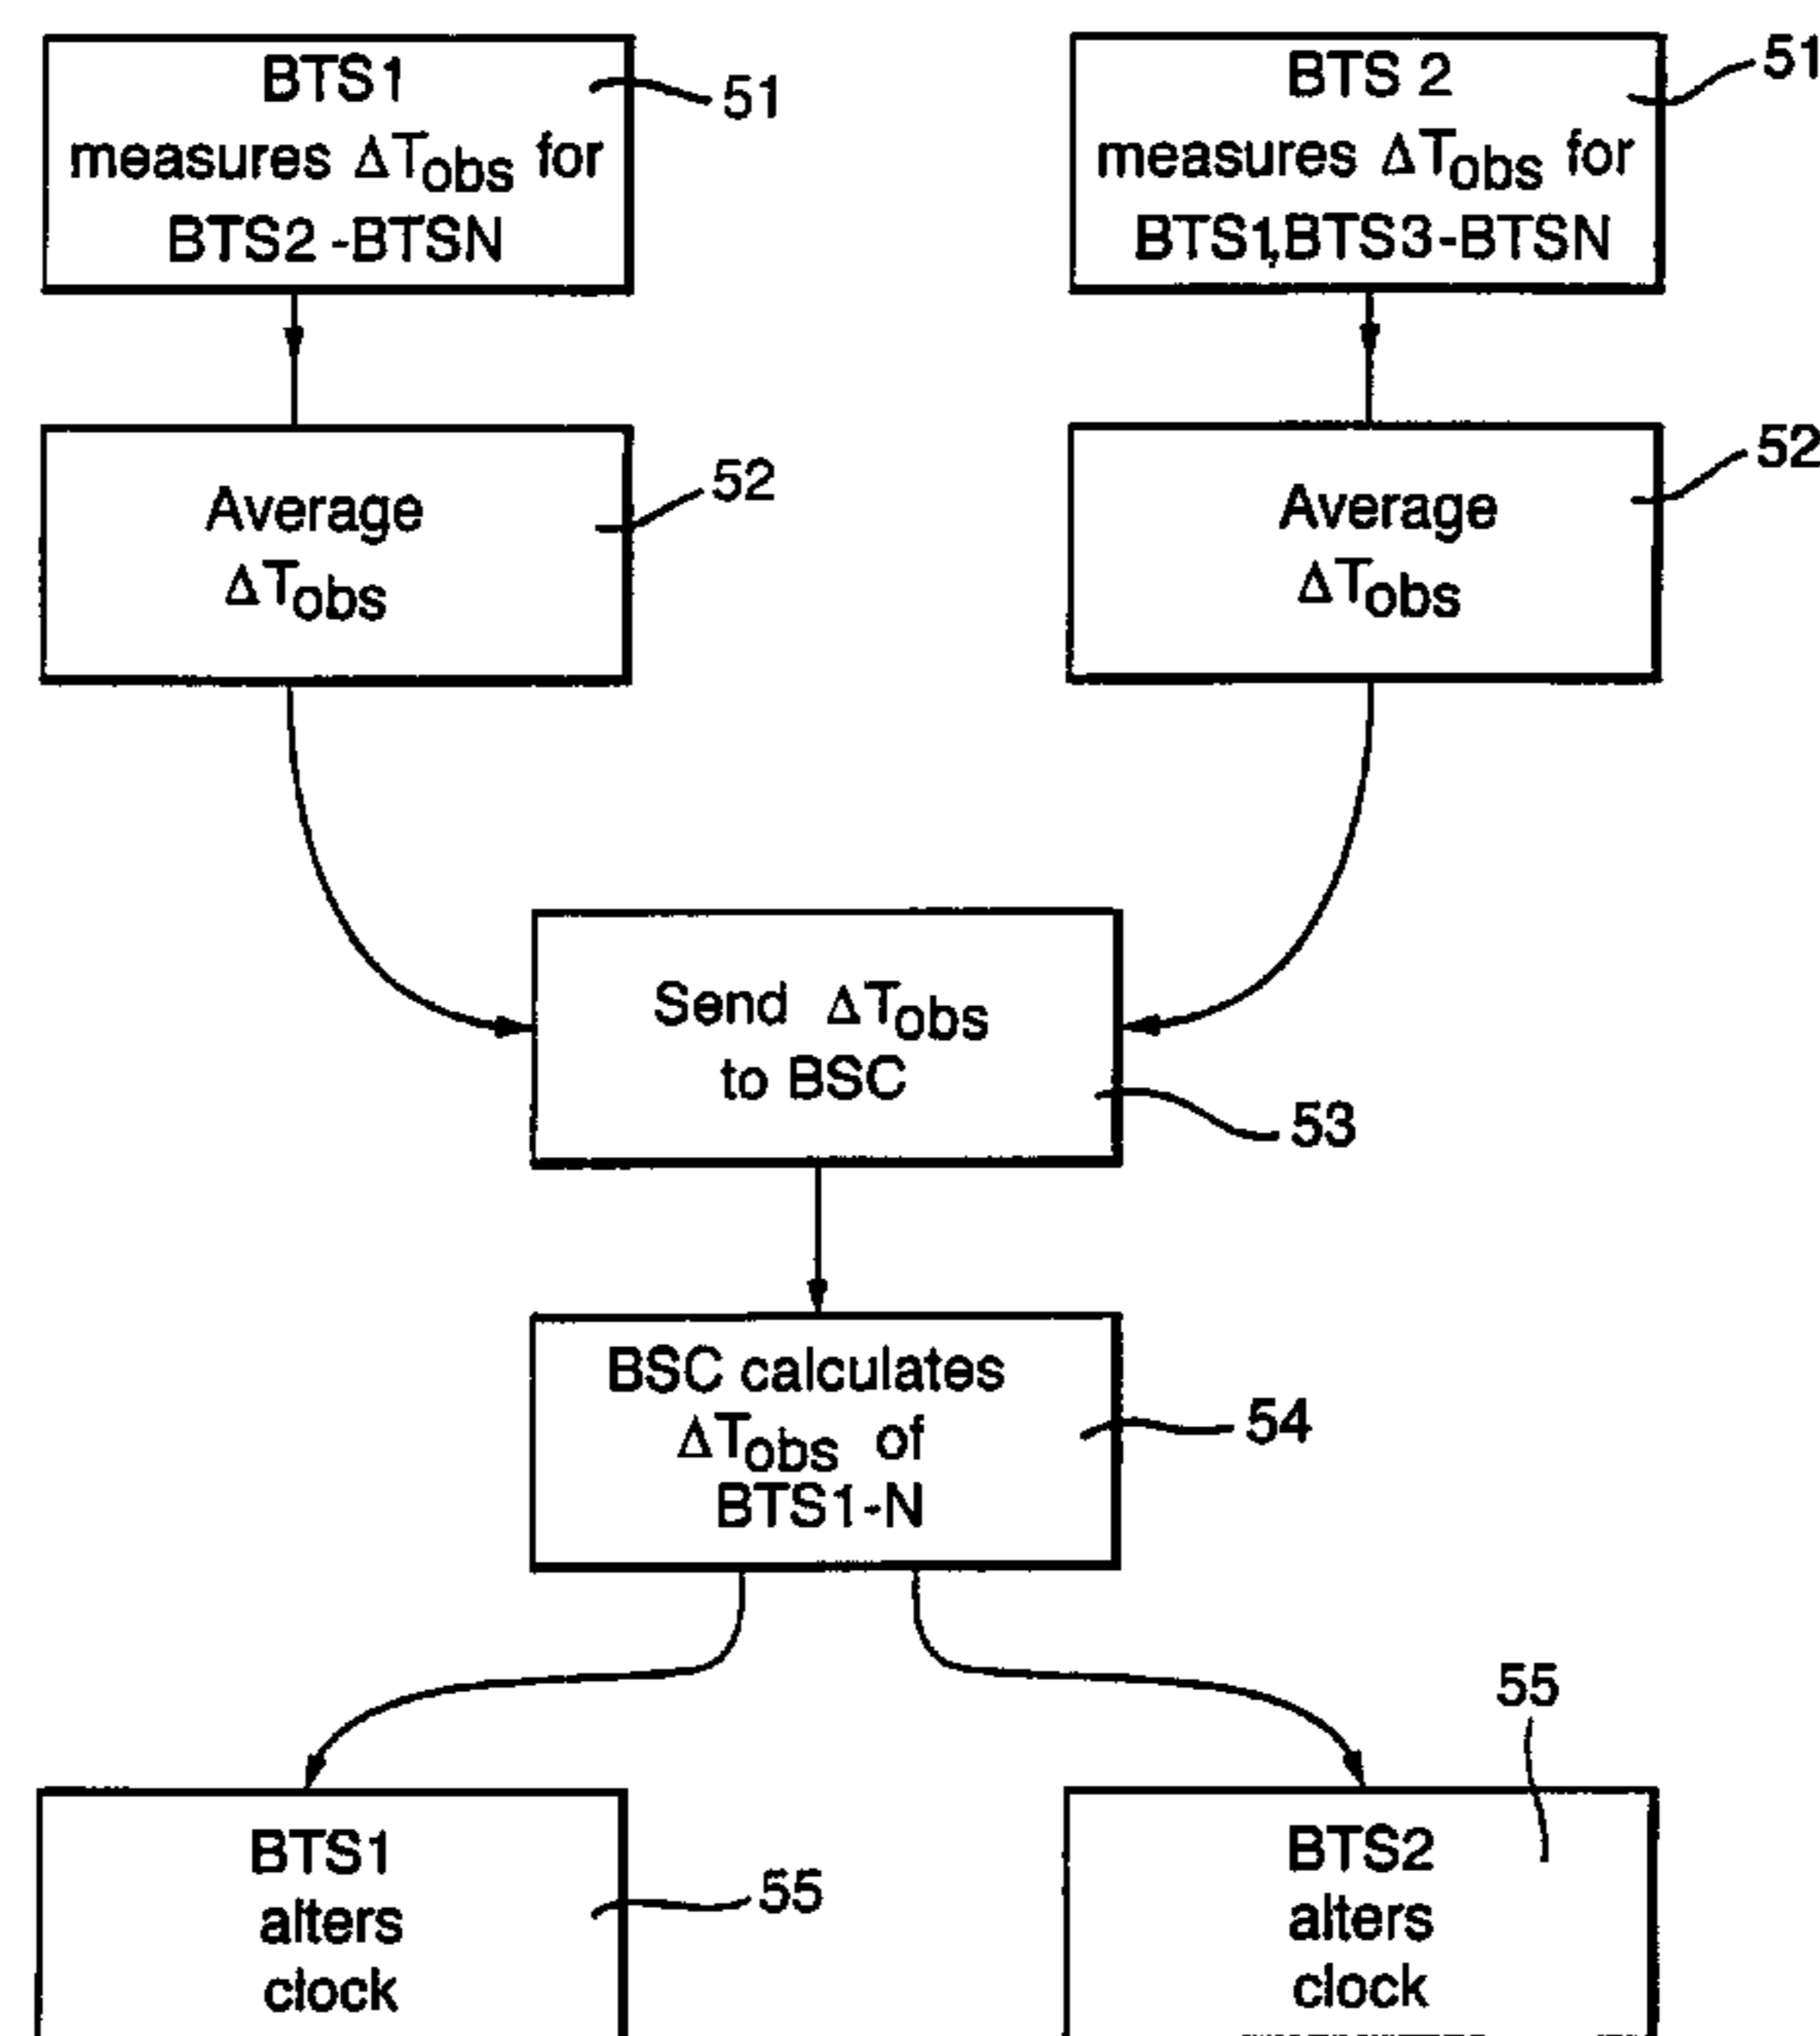 BTS1
measures ΔTobs for
BTS2-BTSN
51
BTS 2
measures ΔTobs for
BTS1,BTS3-BTSN
51
Average
ΔTobs
52
Average
ΔTobs
52
Send ΔTobs
to BSC
53
BSC calculates
ΔTobs of
BTS1-N
54
BTS1
alters
clock
55
BTS2
alters
clock
55